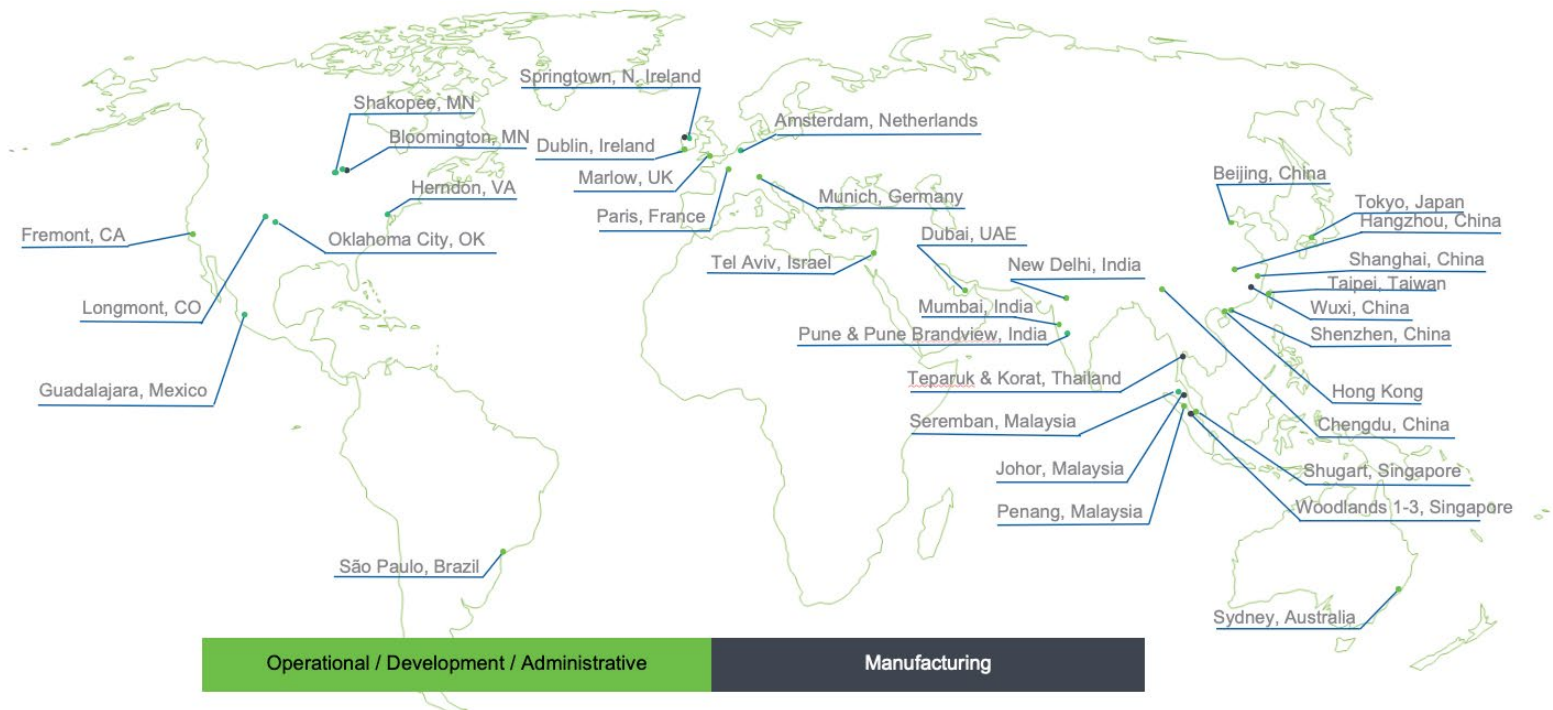 Springtown, N. Ireland
Shakopee, MN
Bloomington, MN
Dublin, Ireland
Amsterdam, Netherlands
Marlow, UK
Herndon, VA
Munich, Germany
Paris, France
Beijing, China
Tokyo, Japan
Hangzhou, China
Fremont, CA
Oklahoma City, OK
Dubai, UAE
Tel Aviv, Israel
New Delhi, India
Shanghai, China
Taipei, Taiwan
Longmont, CO
Mumbai, India
Wuxi, China
Pune & Pune Brandview, India
Shenzhen, China
Teparuk & Korat, Thailand
Guadalajara, Mexico
Hong Kong
Seremban, Malaysia
Chengdu, China
Johor, Malaysia
Shugart, Singapore
Penang, Malaysia
Woodlands 1-3, Singapore
São Paulo, Brazil
Sydney, Australia
Operational / Development / Administrative
Manufacturing